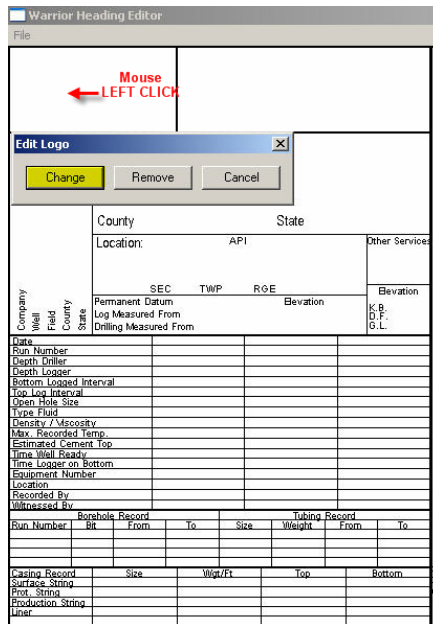 Warrior Heading Editor
File
Mouse
LEFT CLICK
Edit Logo
Change Remove Cancel
County State
Location: API Other Services
SEC TWP RGE Elevation
Company
Well
Field
County
State
Permanent Datum Elevation
Log Measured From
Drilling Measured From
K.B.
D.F.
G.L.
Date
Run Number
Depth Driller
Depth Logger
Bottom Logged Interval
Top Log Interval
Open Hole Size
Type Fluid
Density / Viscosity
Max. Recorded Temp.
Estimated Cement Top
Time Well Ready
Time Logger on Bottom
Equipment Number
Location
Recorded By
Witnessed By
Borehole Record Tubing Record
Run Number Bit From To Size Weight From To
Casing Record Size Wgt/Ft Top Bottom
Surface String
Prot. String
Production String
Liner